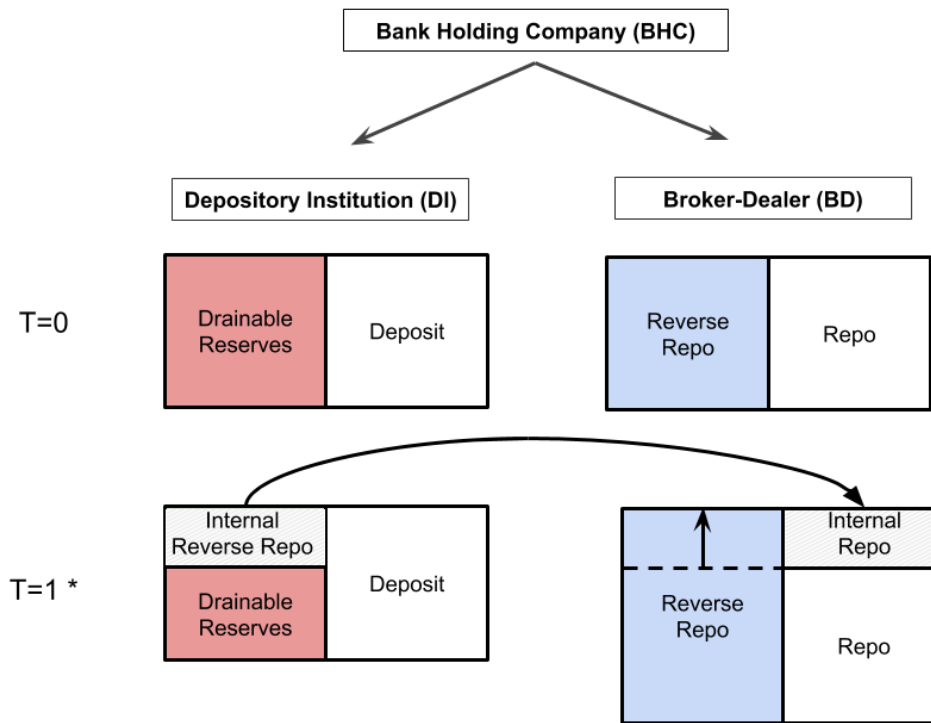 Bank Holding Company (BHC)
Depository Institution (DI)
Broker-Dealer (BD)
T=0
Drainable
Reserves
Deposit
Reverse
Repo
Repo
T=1 *
Internal
Reverse Repo
Drainable
Reserves
Deposit
Reverse
Repo
Internal
Repo
Repo